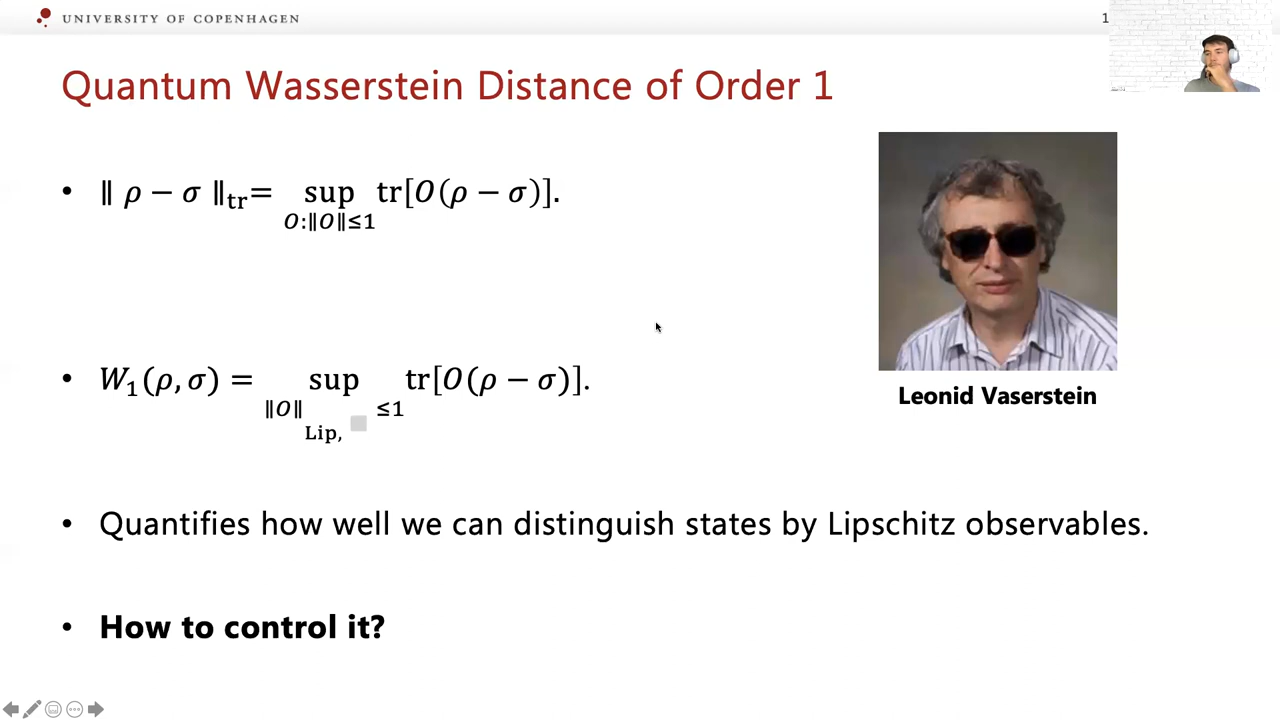 UNIVERSITY OF COPENHAGEN
1
Quantum Wasserstein Distance of Order 1
• ‖ ρ − σ ‖tr= sup tr[O(ρ − σ)].
O:‖O‖≤1
• W₁(ρ, σ) = sup tr[O(ρ − σ)].
‖O‖ ≤1
Lip,
Leonid Vaserstein
• Quantifies how well we can distinguish states by Lipschitz observables.
• How to control it?